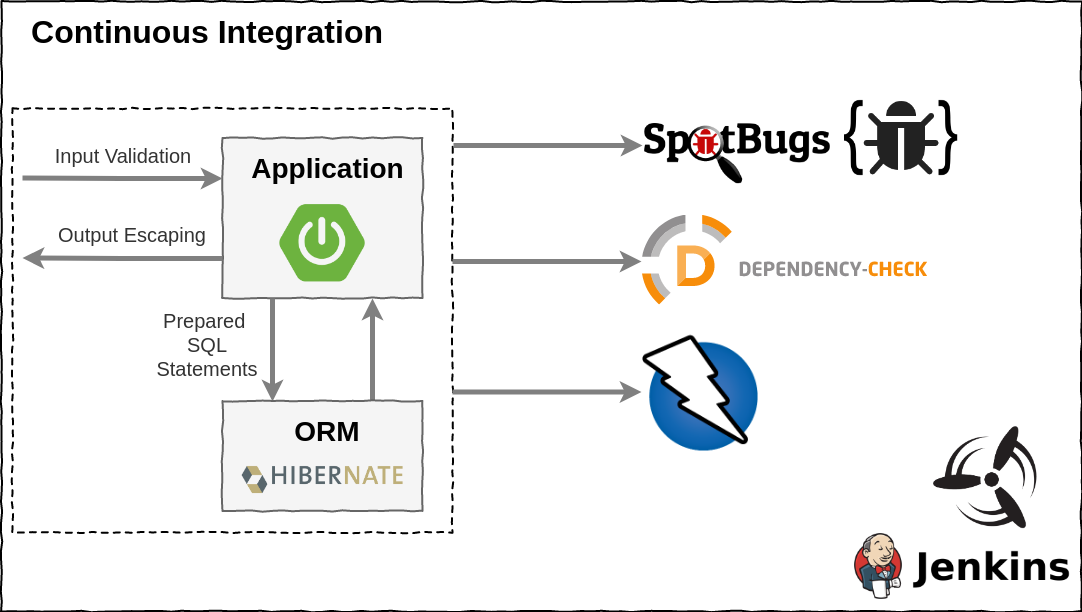 Continuous Integration
Input Validation
Application
Output Escaping
Prepared
SQL
Statements
ORM
HIBERNATE
SpotBugs
{ }
D
DEPENDENCY-CHECK
Jenkins